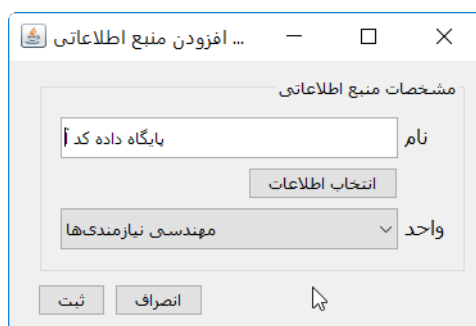 افزودن منبع اطلاعاتی ...
مشخصات منبع اطلاعاتی
نام پایگاه داده کد آ
انتخاب اطلاعات
واحد مهندسی نیازمندی‌ها
انصراف ثبت